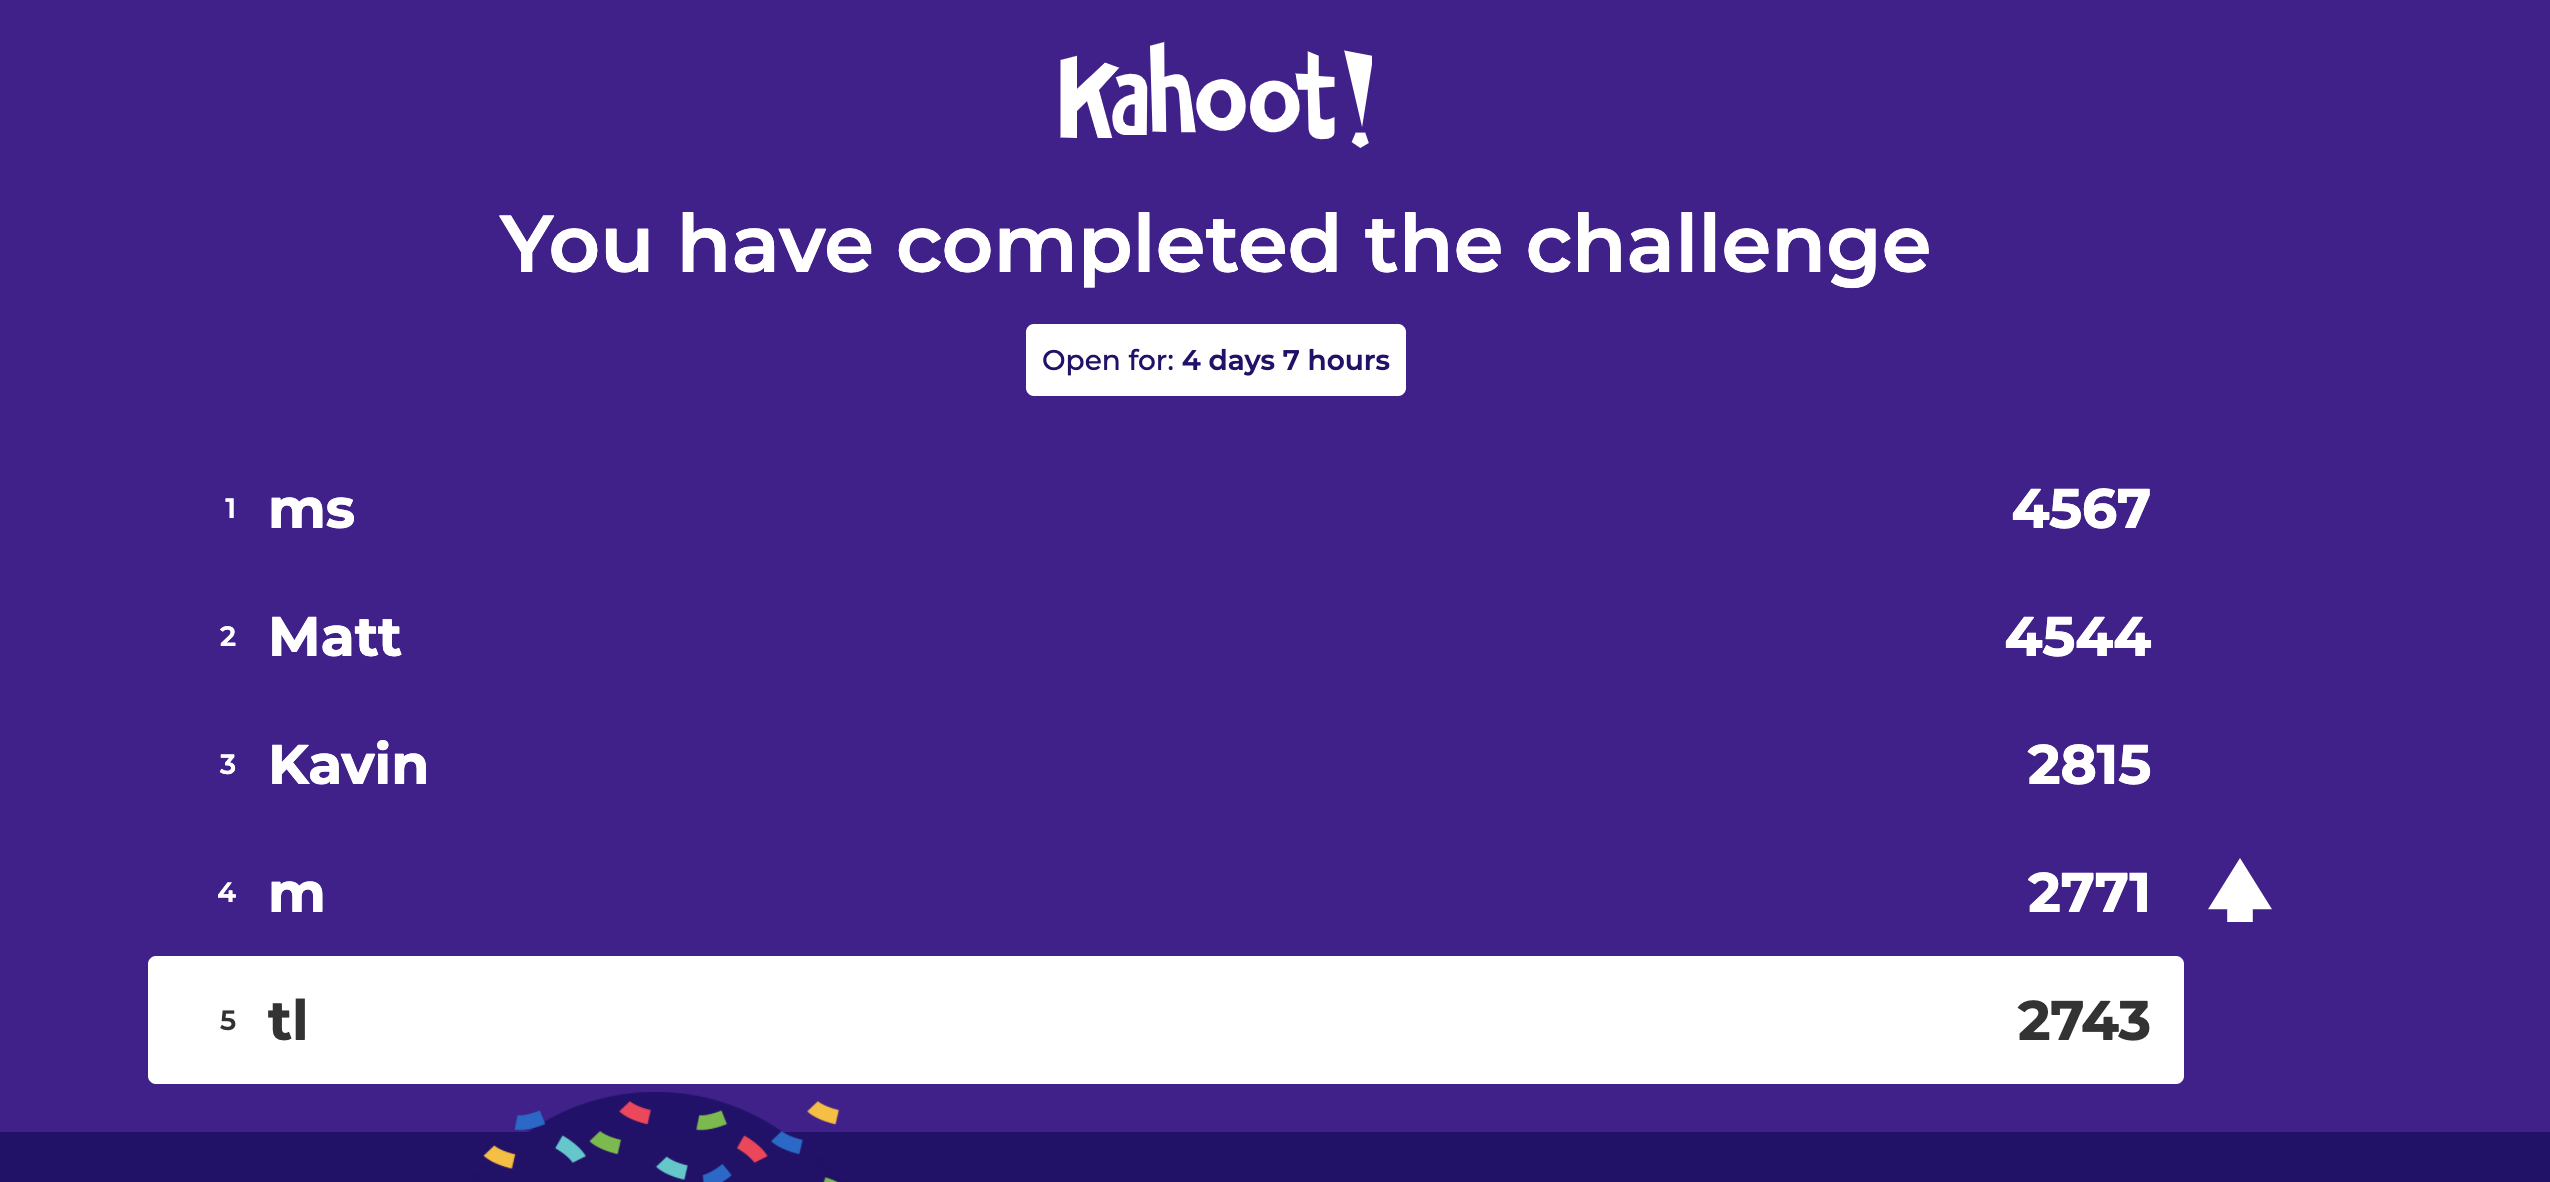 Kahoot!
You have completed the challenge
Open for: 4 days 7 hours
1 ms 4567
2 Matt 4544
3 Kavin 2815
4 m 2771
5 tl 2743